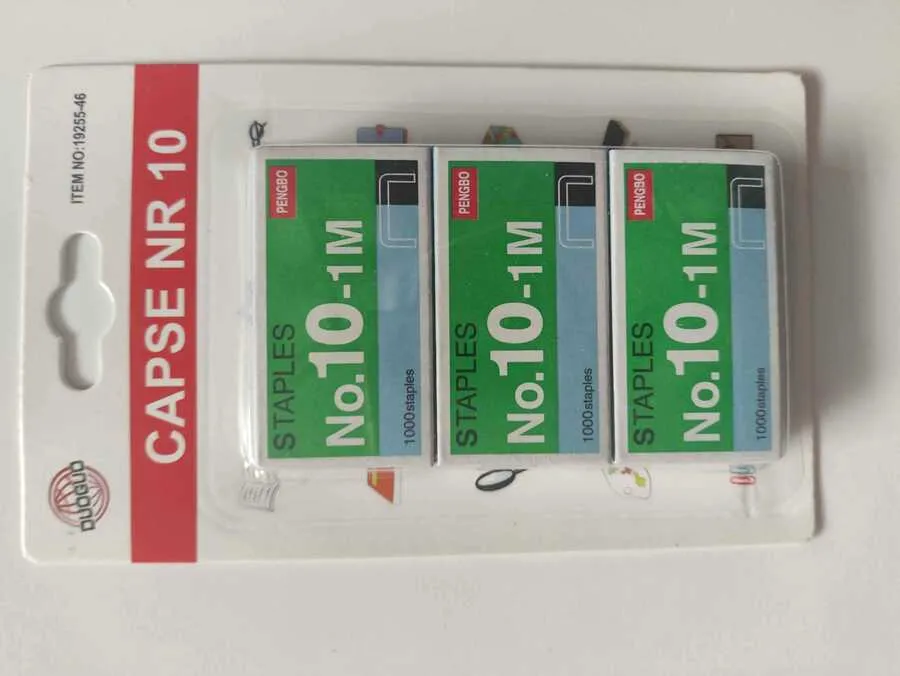 ITEM NO:19255-46
CAPSE NR 10
DUOGUO
PENGBO
STAPLES
No.10-1M
1000staples
PENGBO
STAPLES
No.10-1M
1000staples
PENGBO
STAPLES
No.10-1M
1000staples